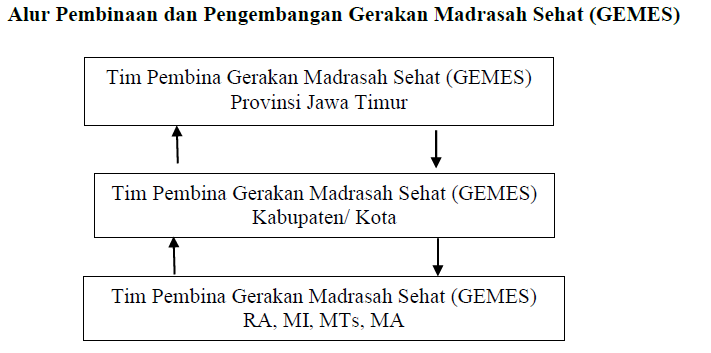 Alur Pembinaan dan Pengembangan Gerakan Madrasah Sehat (GEMES)
Tim Pembina Gerakan Madrasah Sehat (GEMES)
Provinsi Jawa Timur
Tim Pembina Gerakan Madrasah Sehat (GEMES)
Kabupaten/ Kota
Tim Pembina Gerakan Madrasah Sehat (GEMES)
RA, MI, MTs, MA